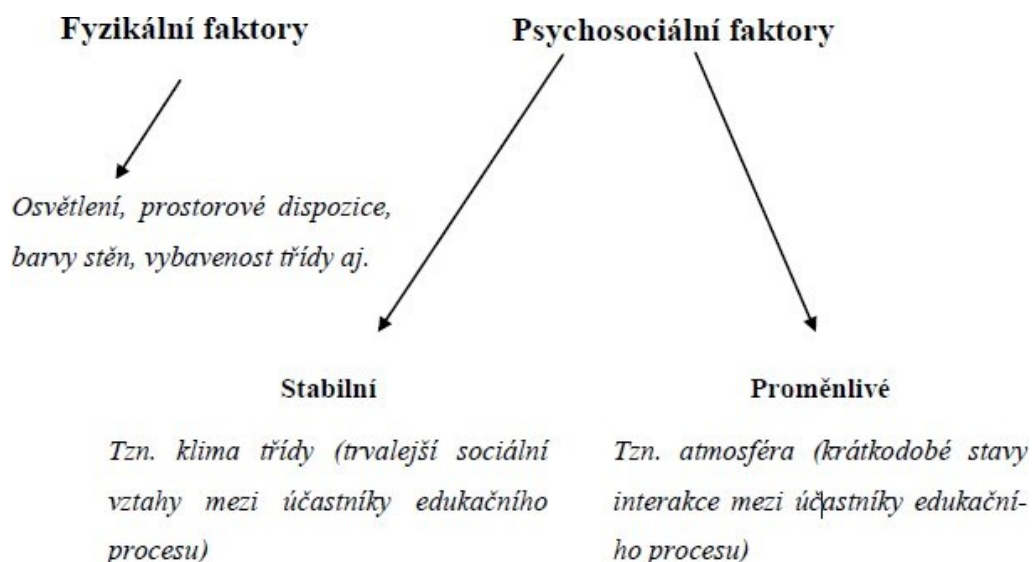 Fyzikální faktory
Psychosociální faktory
Osvětlení, prostorové dispozice,
barvy stěn, vybavenost třídy aj.
Stabilní
Tzn. klima třídy (trvalejší sociální
vztahy mezi účastníky edukačního
procesu)
Proměnlivé
Tzn. atmosféra (krátkodobé stavy
interakce mezi účastníky edukační-
ho procesu)